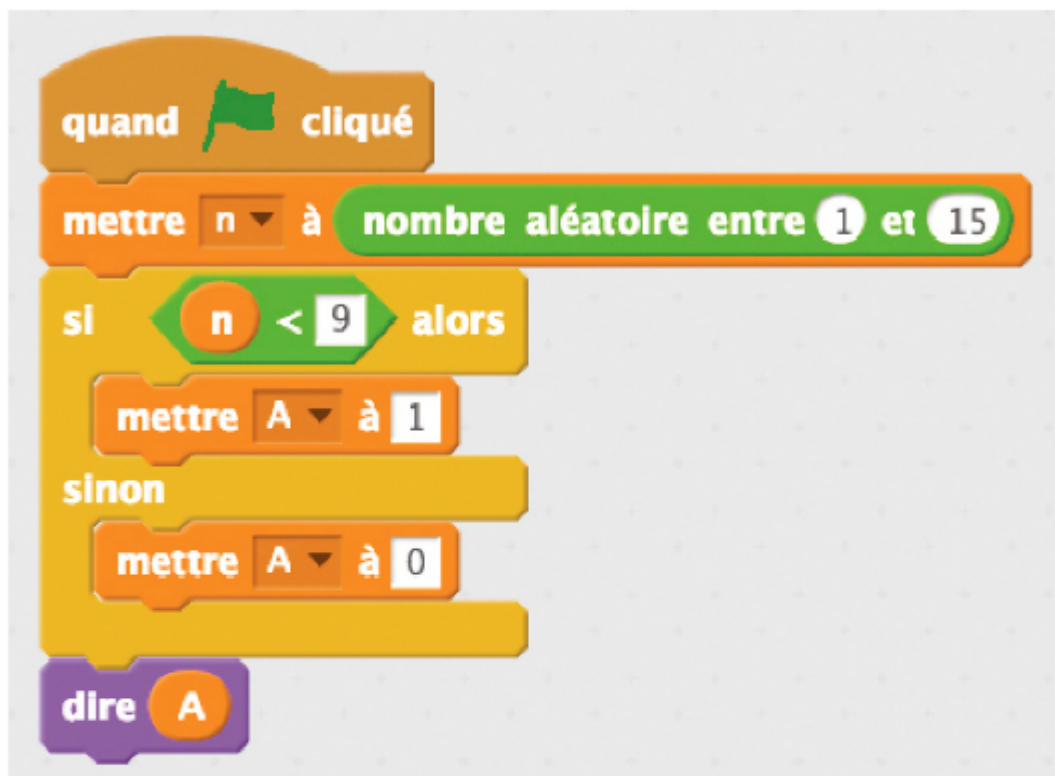 quand cliqué
mettre n à nombre aléatoire entre 1 et 15
si n < 9 alors
mettre A à 1
sinon
mettre A à 0
dire A